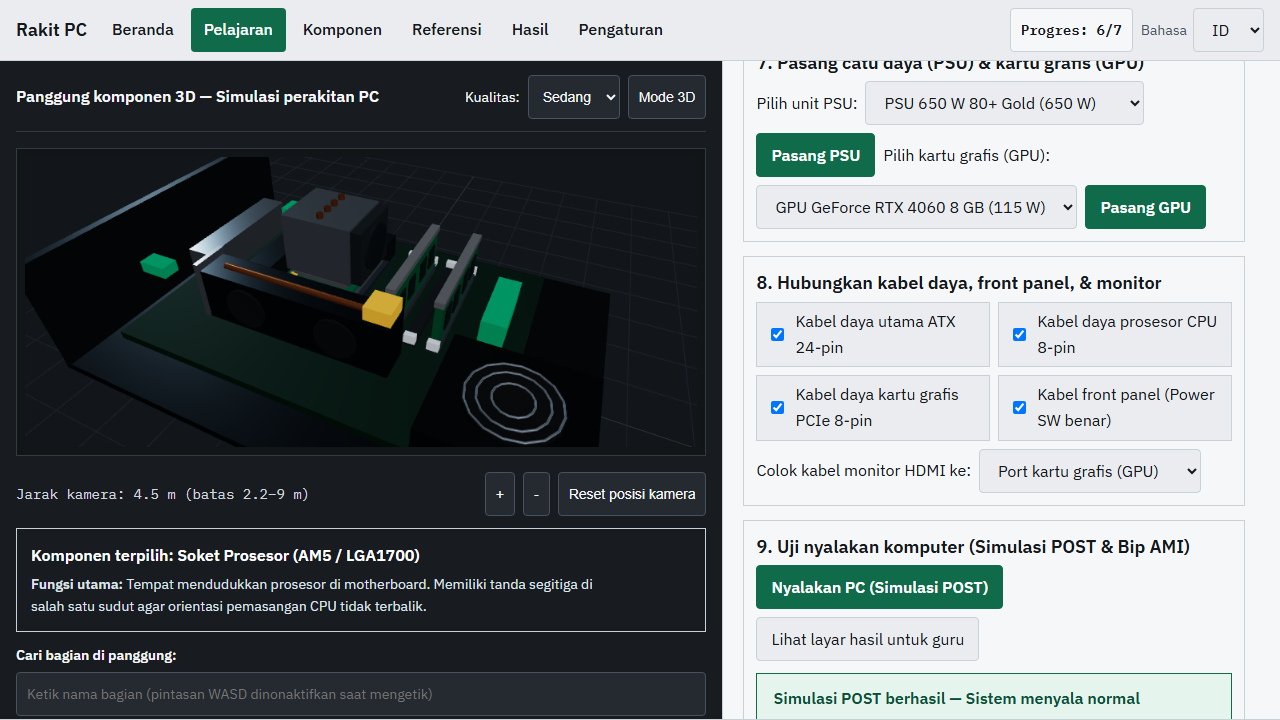 Rakit PC
Beranda
Pelajaran
Komponen
Referensi
Hasil
Pengaturan
Progres: 6/7
Bahasa
ID
Panggung komponen 3D — Simulasi perakitan PC
Kualitas:
Sedang
Mode 3D
Jarak kamera: 4.5 m (batas 2.2–9 m)
+
-
Reset posisi kamera
Komponen terpilih: Soket Prosesor (AM5 / LGA1700)
Fungsi utama: Tempat mendudukkan prosesor di motherboard. Memiliki tanda segitiga di
salah satu sudut agar orientasi pemasangan CPU tidak terbalik.
Cari bagian di panggung:
Ketik nama bagian (pintasan WASD dinonaktifkan saat mengetik)
7. Pasang catu daya (PSU) & kartu grafis (GPU)
Pilih unit PSU:
PSU 650 W 80+ Gold (650 W)
Pasang PSU
Pilih kartu grafis (GPU):
GPU GeForce RTX 4060 8 GB (115 W)
Pasang GPU
8. Hubungkan kabel daya, front panel, & monitor
Kabel daya utama ATX
24-pin
Kabel daya prosesor CPU
8-pin
Kabel daya kartu grafis
PCIe 8-pin
Kabel front panel (Power
SW benar)
Colok kabel monitor HDMI ke:
Port kartu grafis (GPU)
9. Uji nyalakan komputer (Simulasi POST & Bip AMI)
Nyalakan PC (Simulasi POST)
Lihat layar hasil untuk guru
Simulasi POST berhasil — Sistem menyala normal